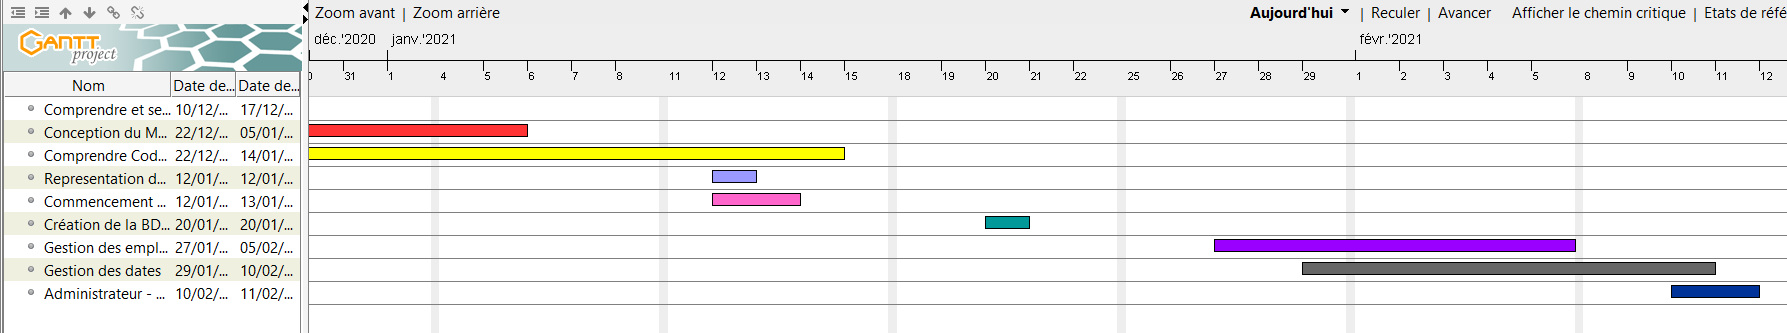 Zoom avant | Zoom arrière
Aujourd'hui | Reculer | Avancer Afficher le chemin critique | Etats de réfé
GANTT project
déc.'2020 janv.'2021 févr.'2021
0 31 1 4 5 6 7 8 11 12 13 14 15 18 19 20 21 22 25 26 27 28 29 1 2 3 4 5 8 9 10 11 12
Nom Date de... Date de...
Comprendre et se... 10/12/... 17/12/...
Conception du M... 22/12/... 05/01/...
Comprendre Cod... 22/12/... 14/01/...
Representation d... 12/01/... 12/01/...
Commencement ... 12/01/... 13/01/...
Création de la BD... 20/01/... 20/01/...
Gestion des empl... 27/01/... 05/02/...
Gestion des dates 29/01/... 10/02/...
Administrateur - ... 10/02/... 11/02/...